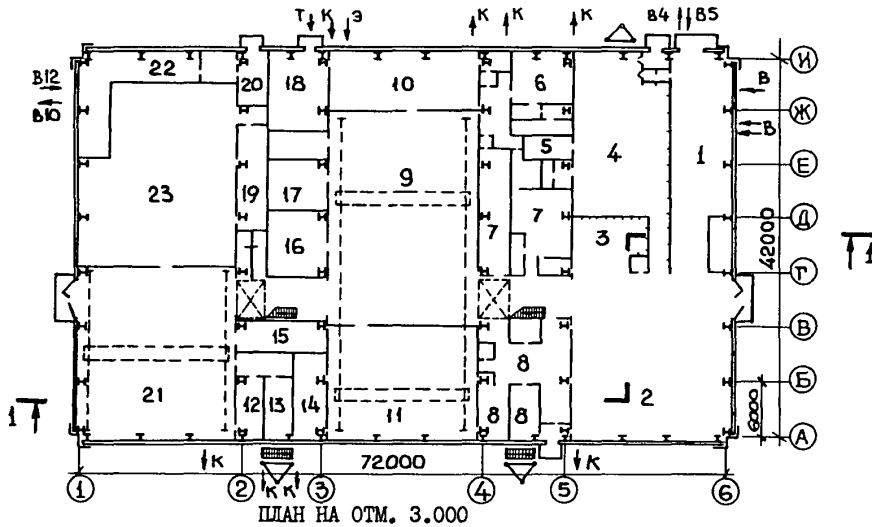 Т К Э К К К В4 В5
22 20 18 10 6 И
В12 В
В10 Ж
В
5 4 1
23 19 17 9 Е
7 7 3 Д
16 1 42000 1
Г
15 В
8
21 12 13 14 11 8 8 2 Б
1 6000
А
К 72000 К
1 2 К К 3 4 5 6
ПЛАН НА ОТМ. 3.000